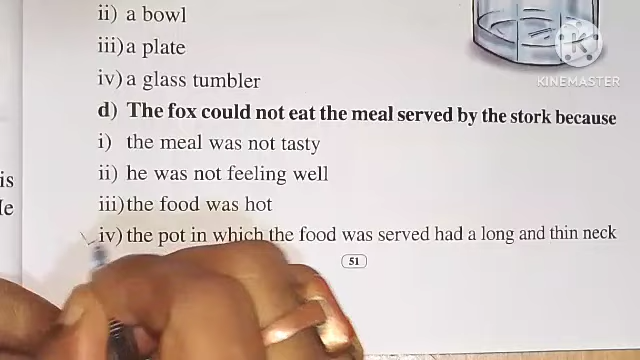 ii) a bowl
iii) a plate
KINEMASTER
iv) a glass tumbler
d) The fox could not eat the meal served by the stork because
i) the meal was not tasty
is
ii) he was not feeling well
iii) the food was hot
iv) the pot in which the food was served had a long and thin neck
51